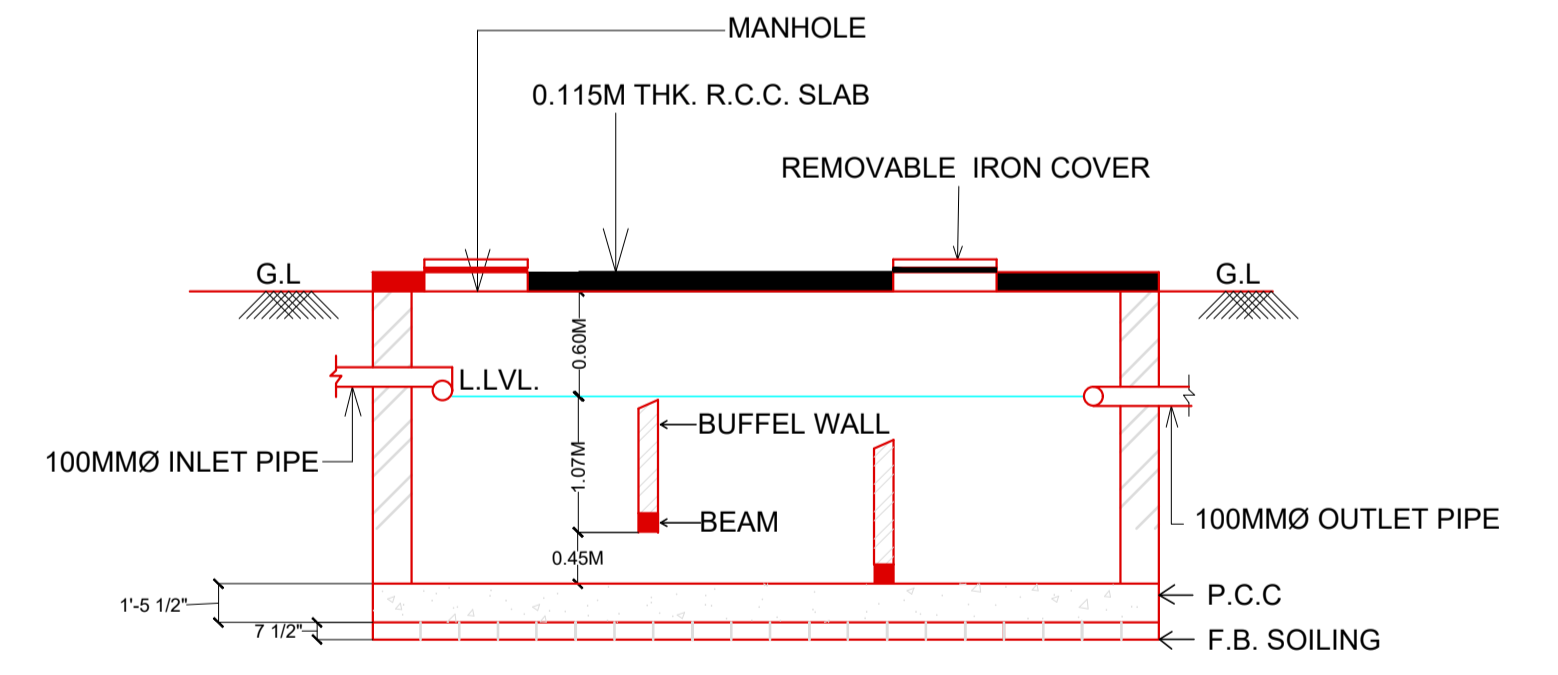 MANHOLE
0.115M THK. R.C.C. SLAB
REMOVABLE IRON COVER
G.L
G.L
0.60M
L.LVL.
BUFFEL WALL
1.07M
100MMØ INLET PIPE
BEAM
100MMØ OUTLET PIPE
0.45M
1'-5 1/2"
P.C.C
7 1/2"
F.B. SOILING